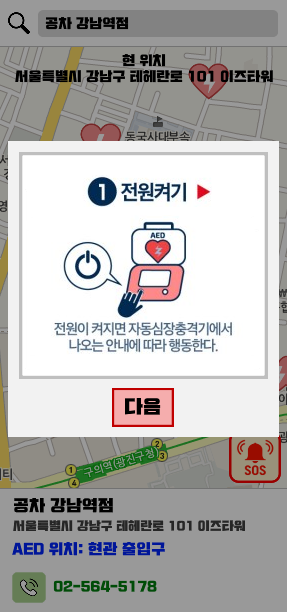 공차 강남역점
현 위치
서울특별시 강남구 테헤란로 101 이즈타워
동국사대부속
1 전원켜기
AED
전원이 켜지면 자동심장충격기에서
나오는 안내에 따라 행동한다.
다음
SOS
구의역(광진구청)
공차 강남역점
서울특별시 강남구 테헤란로 101 이즈타워
AED 위치: 현관 출입구
02-564-5178